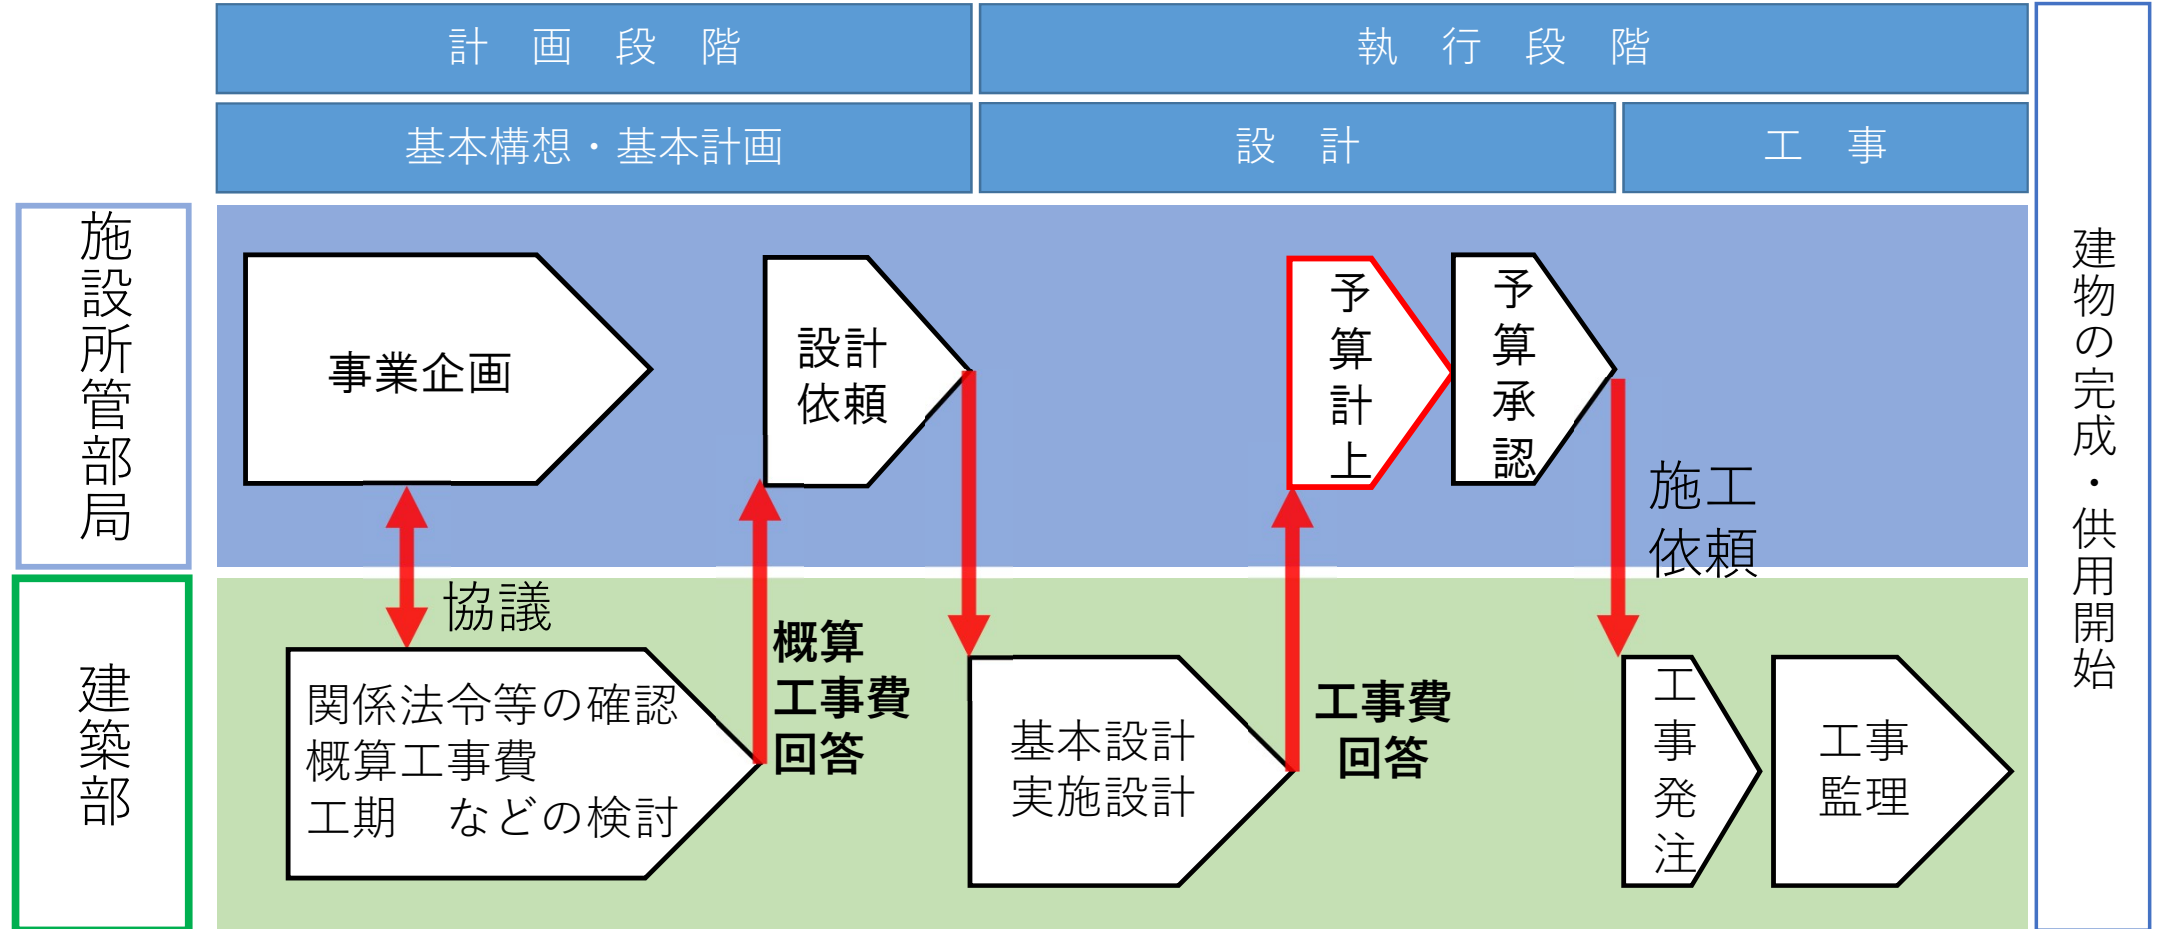 計　画　段　階
執　行　段　階
基本構想・基本計画
設　計
工　事
施設所管部局
事業企画
設計
依頼
予算計上
予算承認
施工
依頼
協議
概算
工事費
回答
工事費
回答
建築部
関係法令等の確認
概算工事費
工期　などの検討
基本設計
実施設計
工事発注
工事
監理
建物の完成・供用開始